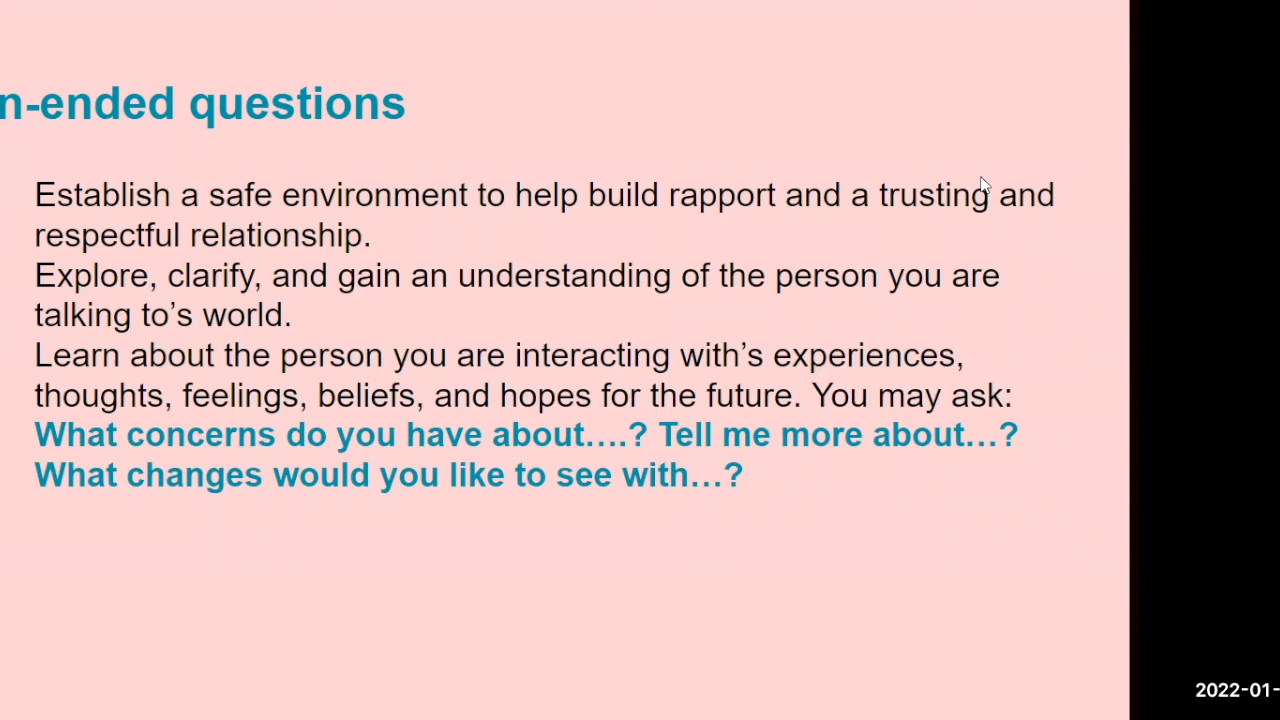 n-ended questions
Establish a safe environment to help build rapport and a trusting and
respectful relationship.
Explore, clarify, and gain an understanding of the person you are
talking to’s world.
Learn about the person you are interacting with’s experiences,
thoughts, feelings, beliefs, and hopes for the future. You may ask:
What concerns do you have about….? Tell me more about…?
What changes would you like to see with…?
2022-01-